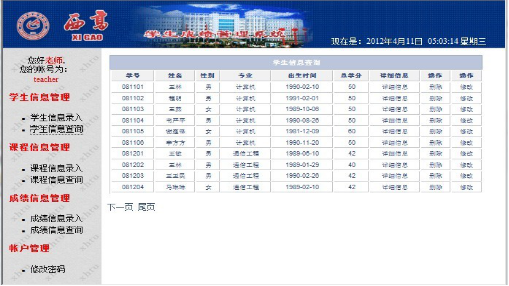 西高
XI GAO
学生成绩管理系统
现在是：2012年4月11日 05:03:14 星期三
您好老师，
您的帐号为：
teacher
学生信息管理
学生信息录入
学生信息查询
课程信息管理
课程信息录入
课程信息查询
成绩信息管理
成绩信息录入
成绩信息查询
帐户管理
修改密码
学生信息查询
学号 姓名 性别 专业 出生时间 总学分 详细信息 操作 操作
081101 王林 男 计算机 1990-02-10 50 详细信息 删除 修改
081102 程明 男 计算机 1991-02-01 50 详细信息 删除 修改
081103 王燕 女 计算机 1989-10-06 50 详细信息 删除 修改
081104 韦严平 男 计算机 1990-08-26 50 详细信息 删除 修改
081105 女 计算机 1981-12-09 60 详细信息 删除 修改
081106 李方方 男 计算机 1990-11-20 50 详细信息 删除 修改
081201 王敏 男 通信工程 1989-06-10 42 详细信息 删除 修改
081202 王林 男 通信工程 1989-01-29 40 详细信息 删除 修改
081203 王玉民 男 通信工程 1990-02-26 42 详细信息 删除 修改
081204 马琳琳 女 通信工程 1989-02-10 42 详细信息 删除 修改
下一页 尾页